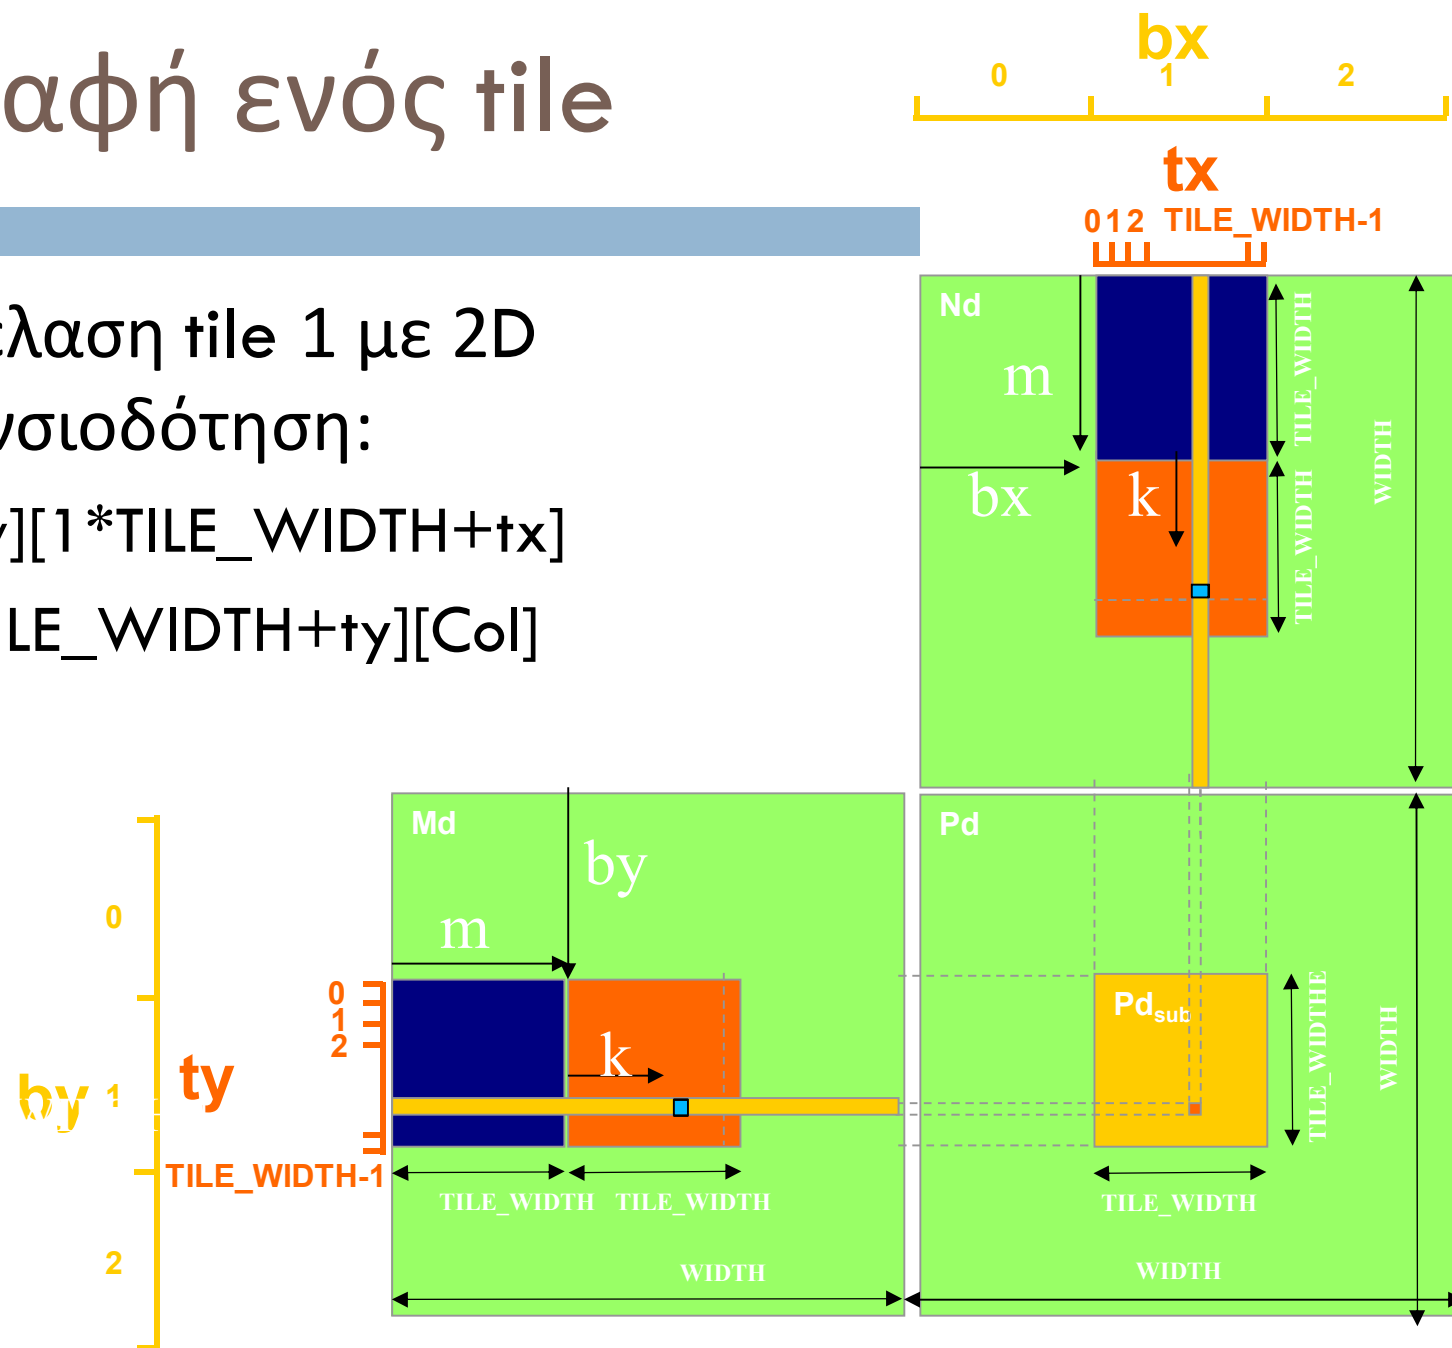 αφή ενός tile
έλαση tile 1 με 2D
νσιοδότηση:
][1*TILE_WIDTH+tx]
LE_WIDTH+ty][Col]
bx
0 1 2
tx
0 1 2 TILE_WIDTH-1
Nd
m
bx
k
TILE_WIDTH
TILE_WIDTH
WIDTH
Md
by
m
k
TILE_WIDTH TILE_WIDTH
WIDTH
Pd
Pdsub
TILE_WIDTHE
WIDTH
TILE_WIDTH
WIDTH
0
1
2
by
ty
0
1
2
TILE_WIDTH-1